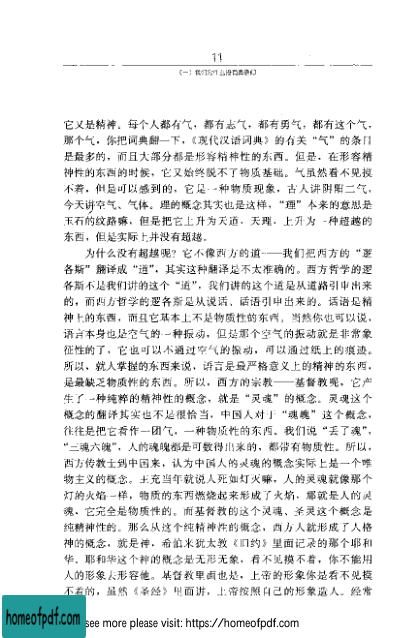 11
它又是精神。每个人都有气，都有志气，都有勇气，都有这个气，
那个气，你把词典翻一下，《现代汉语词典》的有关“气”的条目
是最多的，而且大部分都是形容精神性的东西。但是，在形容精
神性的东西的时候，它又始终脱不了物质基础。气虽然看不见摸
不着，但是可以感到的，它是一种物质现象，古人讲阴阳二气，
今天讲空气、气体。理的概念其实也是这样，“理”本来的意思是
玉石的纹路嘛，但是把它上升为天道、天理，上升为一种超越的
东西，但是实际上并没有超越。
为什么没有超越呢？它不像西方的道——我们把西方的“逻
各斯”翻译成“道”，其实这种翻译是不太准确的。西方哲学的逻
各斯不是我们讲的这个“道”，我们讲的这个道是从道路引申出来
的，而西方哲学的逻各斯是从说话、话语引申出来的。话语是精
神上的东西，而且它基本上不是物质性的东西。当然你也可以说，
语言本身也是空气的一种振动，但是那个空气的振动就是非常象
征性的了，它也可以不通过空气的振动，可以通过纸上的痕迹。
所以，就人掌握的东西来说，语言是最严格意义上的精神的东西，
是最缺乏物质性的东西。所以，西方的宗教——基督教呢，它产
生了一种纯粹的精神性的概念，就是“灵魂”的概念。灵魂这个
概念的翻译其实也不是很恰当，中国人对于“魂魄”这个概念，
往往是把它看作一团气，一种物质性的东西。我们说“丢了魂”，
“三魂六魄”，人的魂魄都是可数得出来的，都带有物质性。所以，
西方传教士到中国来，认为中国人的灵魂的概念实际上是一个唯
物主义的概念。王充当年就说人死如灯灭嘛，人的灵魂就像那个
灯的火焰一样，物质的东西燃烧起来形成了火焰，那就是人的灵
魂，它完全是物质性的。而基督教的这个灵魂、圣灵这个概念是
纯精神性的。那么从这个纯精神性的概念，西方人就形成了人格
神的概念，就是神，希伯来犹太教《旧约》里面记录的那个耶和
华。耶和华这个神的概念是无形无象，看不见摸不着，你不能用
人的形象去形容他。基督教里面也是，上帝的形象你是看不见摸
不着的，虽然《圣经》里面讲，上帝按照自己的形象造人。经常
homeofpdf.com
see more please visit: https://homeofpdf.com